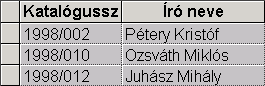 Katalógussz Író neve
1998/002 Pétery Kristóf
1998/010 Ozsváth Miklós
1998/012 Juhász Mihály